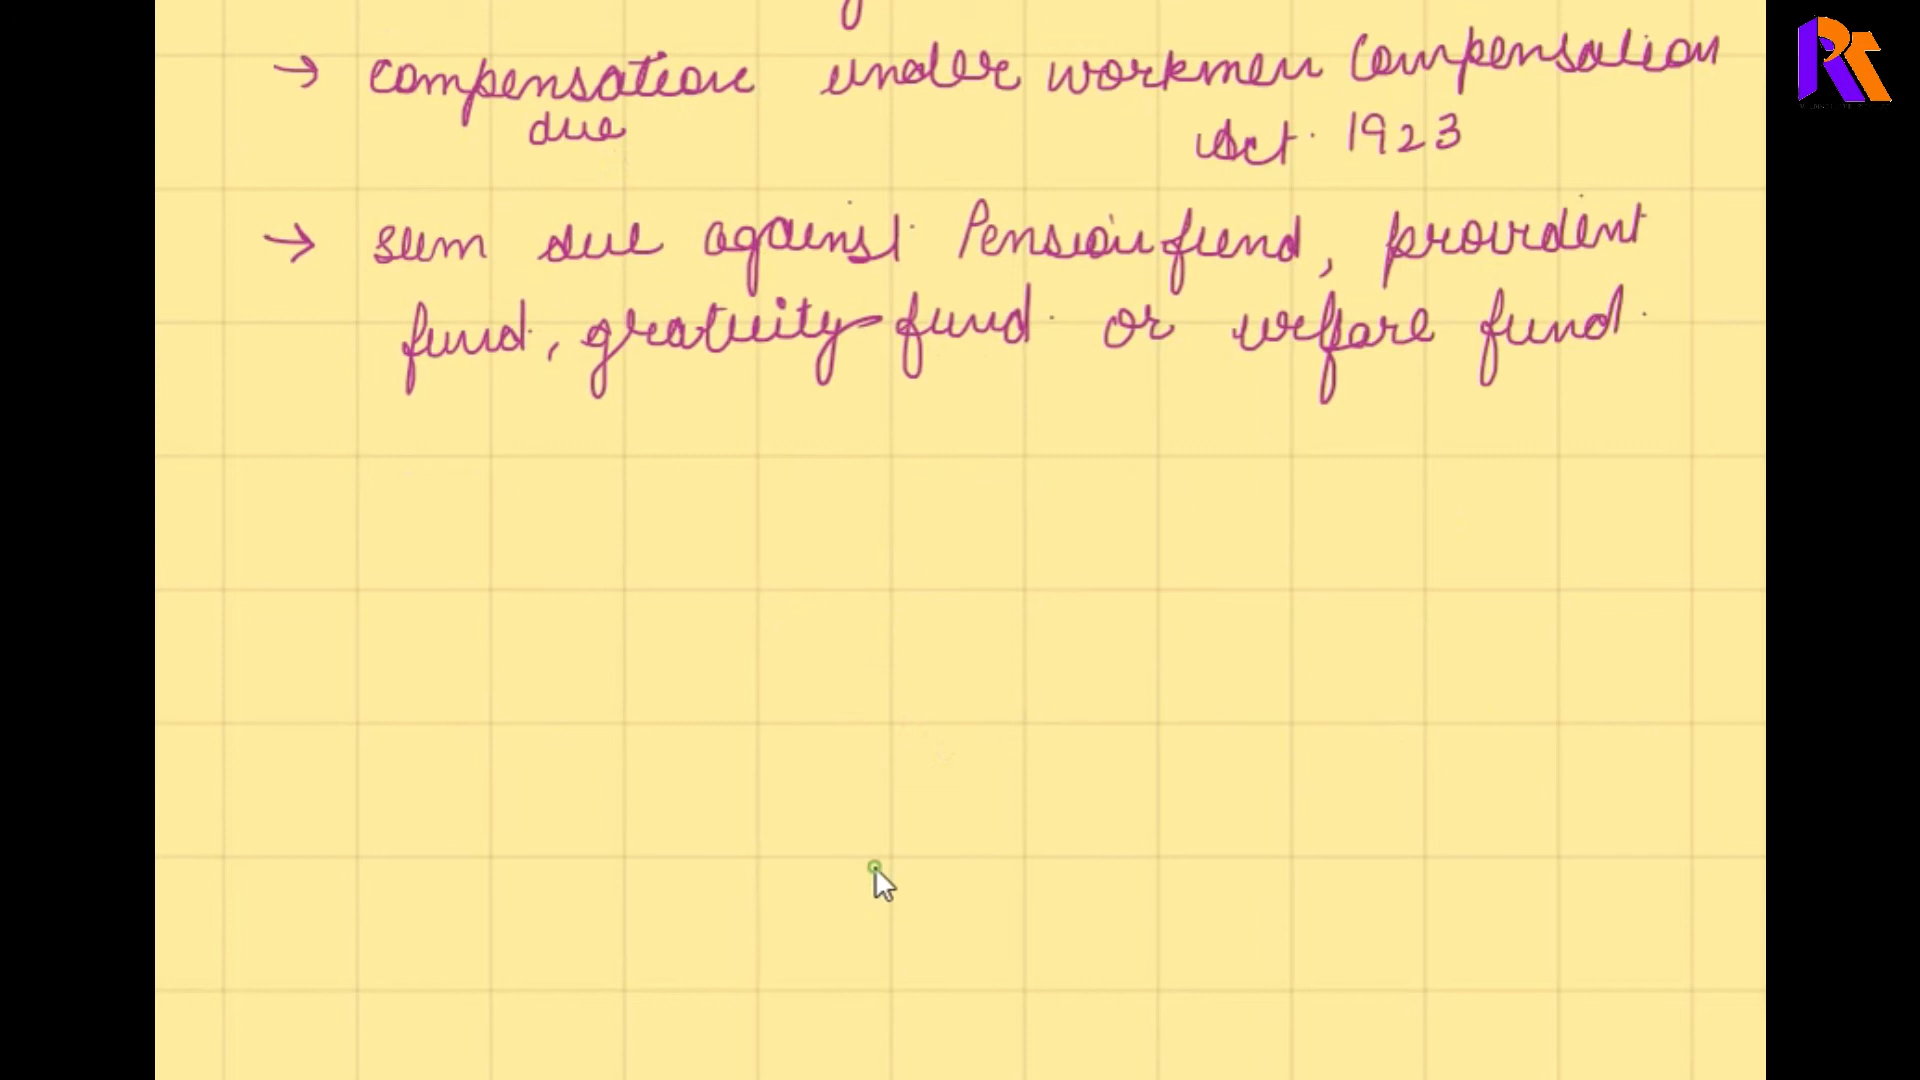 → compensation under workmen Compensation
due Act. 1923
→ sum due against Pension fund, provident
fund, gratuity fund or welfare fund.
RT